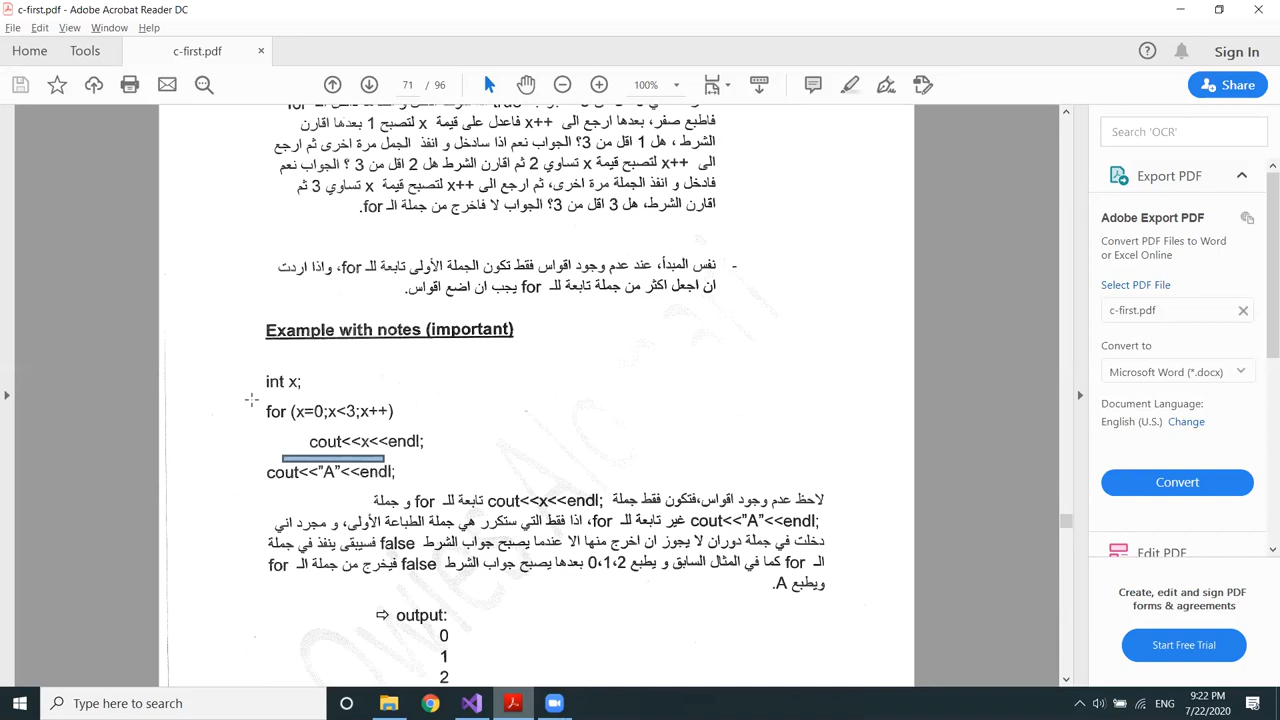 c-first.pdf - Adobe Acrobat Reader DC
File Edit View Window Help
Home Tools c-first.pdf × Sign In
71 / 96 100% Share
for
فاطبع صفر، بعدها ارجع الى x++ فاعدل على قيمة x لتصبح 1 بعدها اقارن
الشرط ، هل 1 اقل من 3؟ الجواب نعم اذا سادخل و انفذ الجمل مرة اخرى ثم ارجع
الى x++ لتصبح قيمة x تساوي 2 ثم اقارن الشرط هل 2 اقل من 3 ؟ الجواب نعم
فادخل و انفذ الجملة مرة اخرى، ثم ارجع الى x++ لتصبح قيمة x تساوي 3 ثم
اقارن الشرط، هل 3 اقل من 3؟ الجواب لا فاخرج من جملة الـ for.
- نفس المبدأ، عند عدم وجود اقواس فقط تكون الجملة الأولى تابعة للـ for، واذا اردت
ان اجعل اكثر من جملة تابعة للـ for يجب ان اضع اقواس.
Example with notes (important)
int x;
for (x=0;x<3;x++)
cout<<x<<endl;
cout<<"A"<<endl;
لاحظ عدم وجود اقواس،فتكون فقط جملة cout<<x<<endl; تابعة للـ for و جملة
cout<<"A"<<endl; غير تابعة للـ for، اذا فقط التي ستكرر هي جملة الطباعة الأولى، و مجرد اني
دخلت في جملة دوران لا يجوز ان اخرج منها الا عندما يصبح جواب الشرط false فسيبقى ينفذ في جملة
الـ for كما في المثال السابق و يطبع 0،1،2 بعدها يصبح جواب الشرط false فيخرج من جملة الـ for
ويطبع A.
⇨ output:
0
1
2
Search 'OCR'
Export PDF
Adobe Export PDF
Convert PDF Files to Word
or Excel Online
Select PDF File
c-first.pdf
Convert to
Microsoft Word (*.docx)
Document Language:
English (U.S.) Change
Convert
Edit PDF
Create, edit and sign PDF
forms & agreements
Start Free Trial
Type here to search
ENG
9:22 PM
7/22/2020